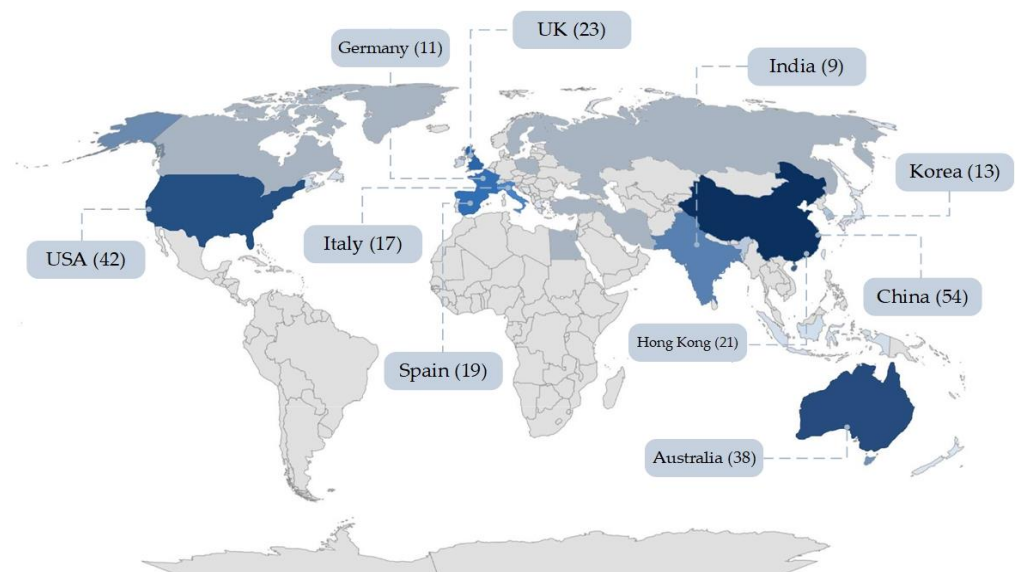 UK (23)
Germany (11)
India (9)
Korea (13)
USA (42)
Italy (17)
China (54)
Hong Kong (21)
Spain (19)
Australia (38)